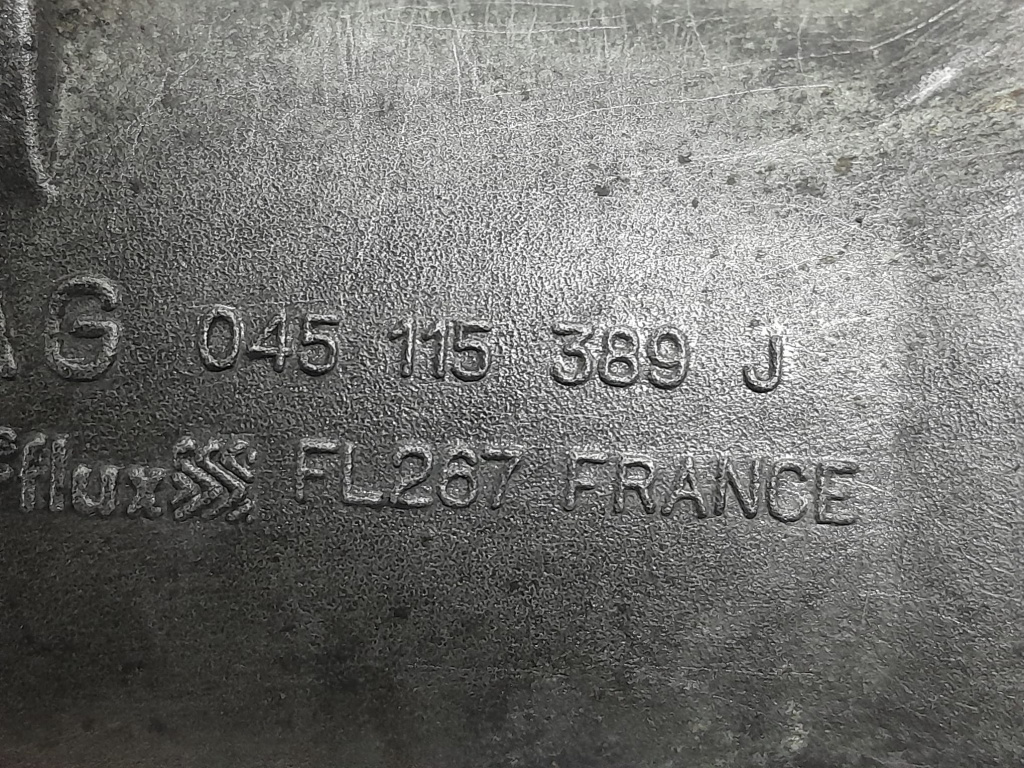 AG 045 115 389 J
flux FL267 FRANCE